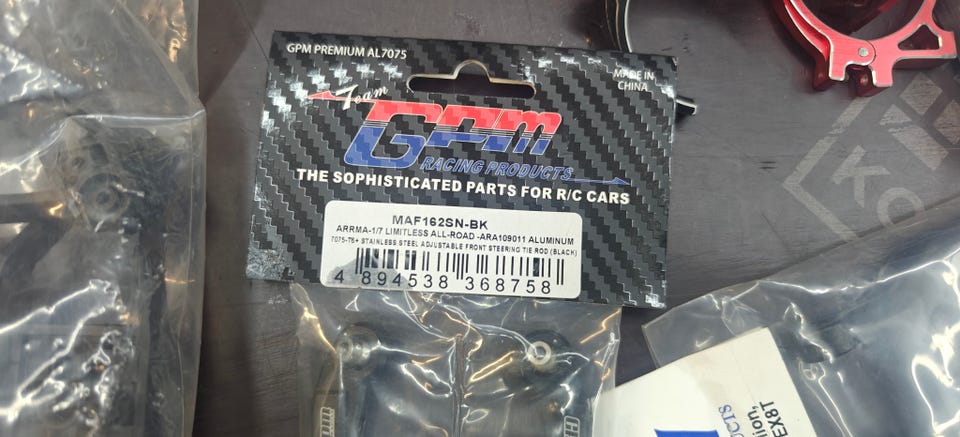 GPM PREMIUM AL7075
MADE IN
CHINA
Team
GPM
RACING PRODUCTS
THE SOPHISTICATED PARTS FOR R/C CARS
MAF162SN-BK
ARRMA-1/7 LIMITLESS ALL-ROAD -ARA109011 ALUMINUM
7075-T6+ STAINLESS STEEL ADJUSTABLE FRONT STEERING TIE ROD (BLACK)
4 894538 368758
KO
EX8T